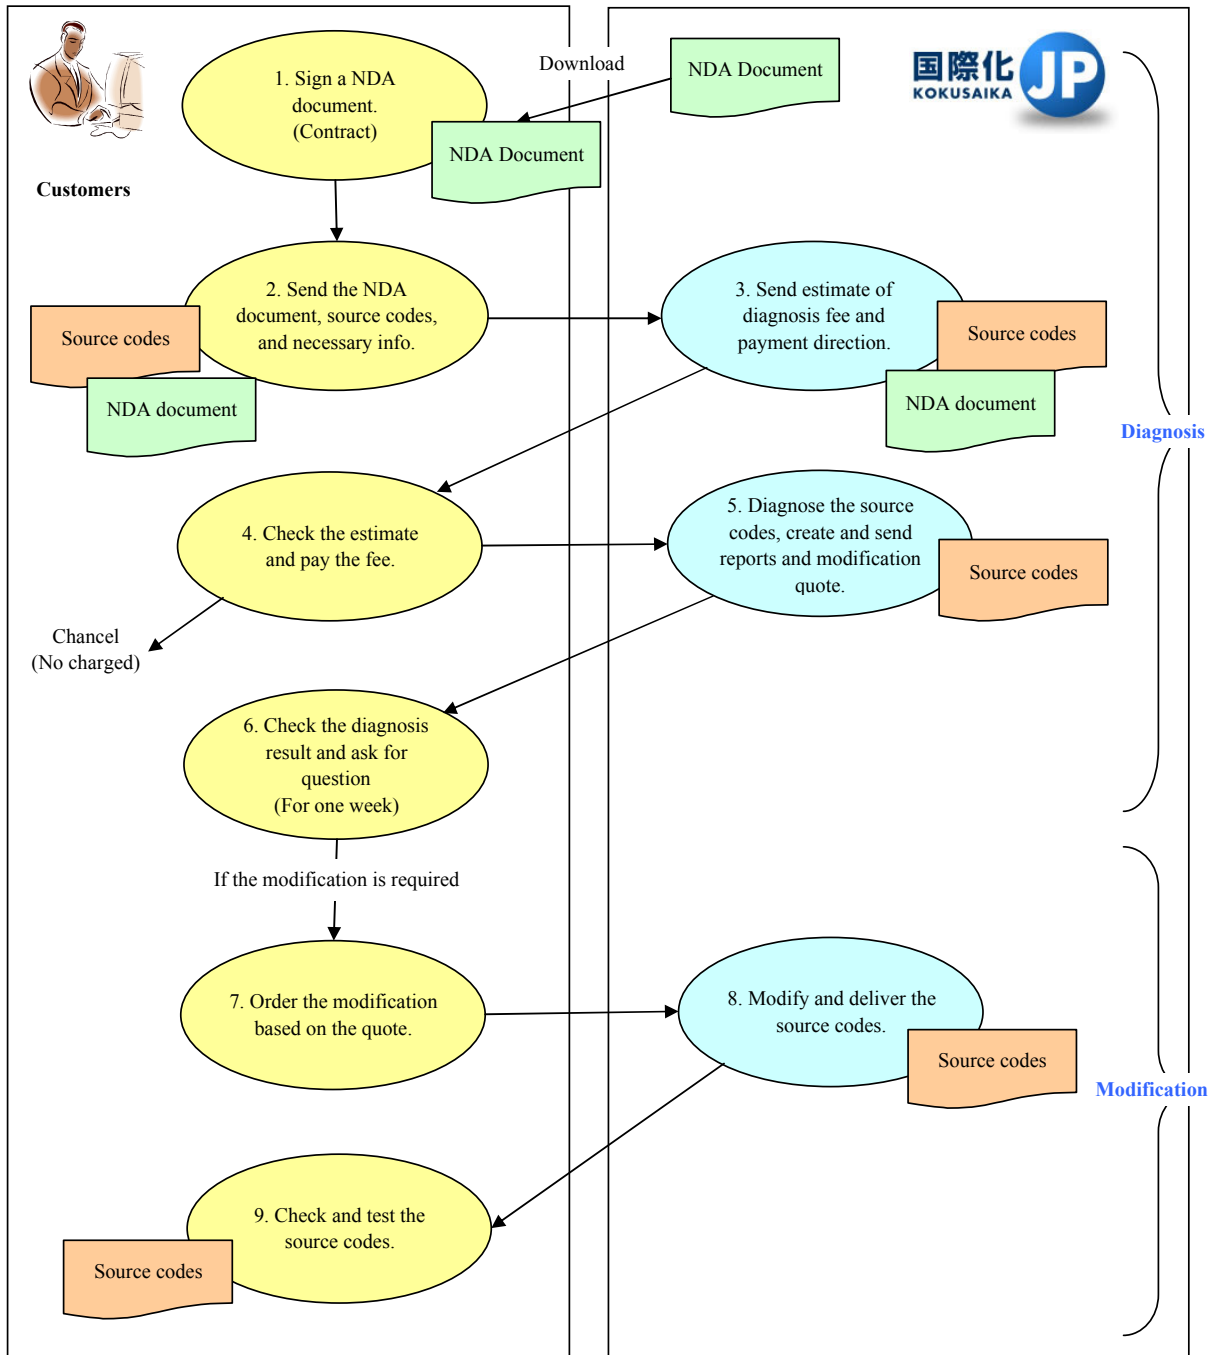 Download
NDA Document
国際化
KOKUSAIKA
JP
1. Sign a NDA
document.
(Contract)
NDA Document
Customers
2. Send the NDA
document, source codes,
and necessary info.
Source codes
NDA document
3. Send estimate of
diagnosis fee and
payment direction.
Source codes
NDA document
Diagnosis
4. Check the estimate
and pay the fee.
5. Diagnose the source
codes, create and send
reports and modification
quote.
Source codes
Chancel
(No charged)
6. Check the diagnosis
result and ask for
question
(For one week)
If the modification is required
7. Order the modification
based on the quote.
8. Modify and deliver the
source codes.
Source codes
Modification
9. Check and test the
source codes.
Source codes